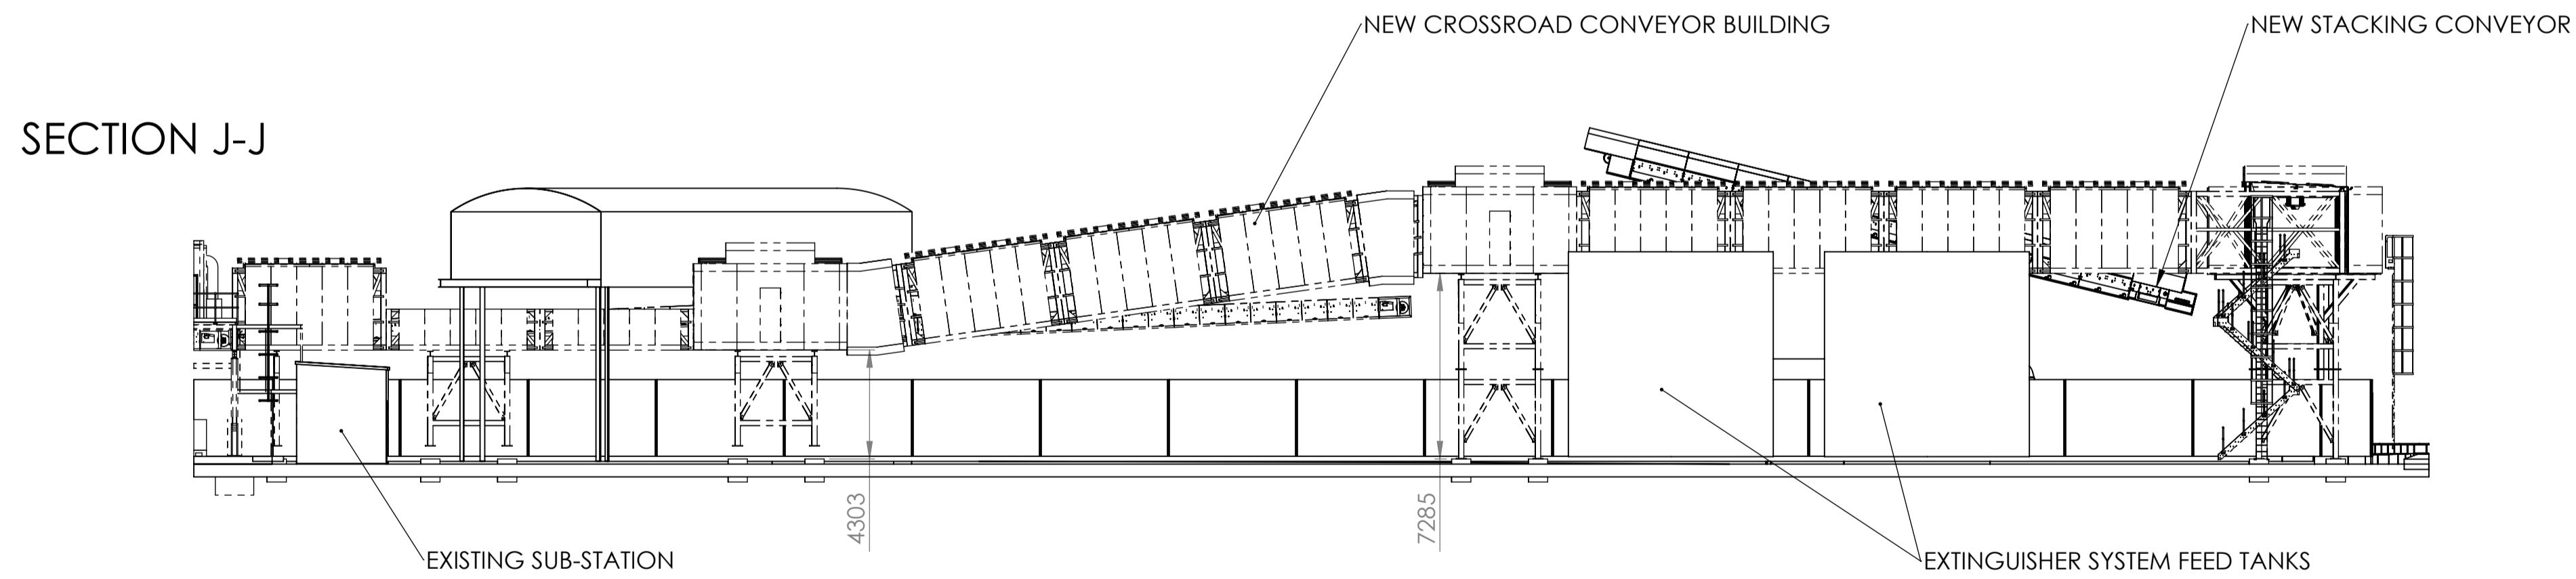 NEW CROSSROAD CONVEYOR BUILDING
NEW STACKING CONVEYOR
SECTION J-J
4303
7285
EXISTING SUB-STATION
EXTINGUISHER SYSTEM FEED TANKS